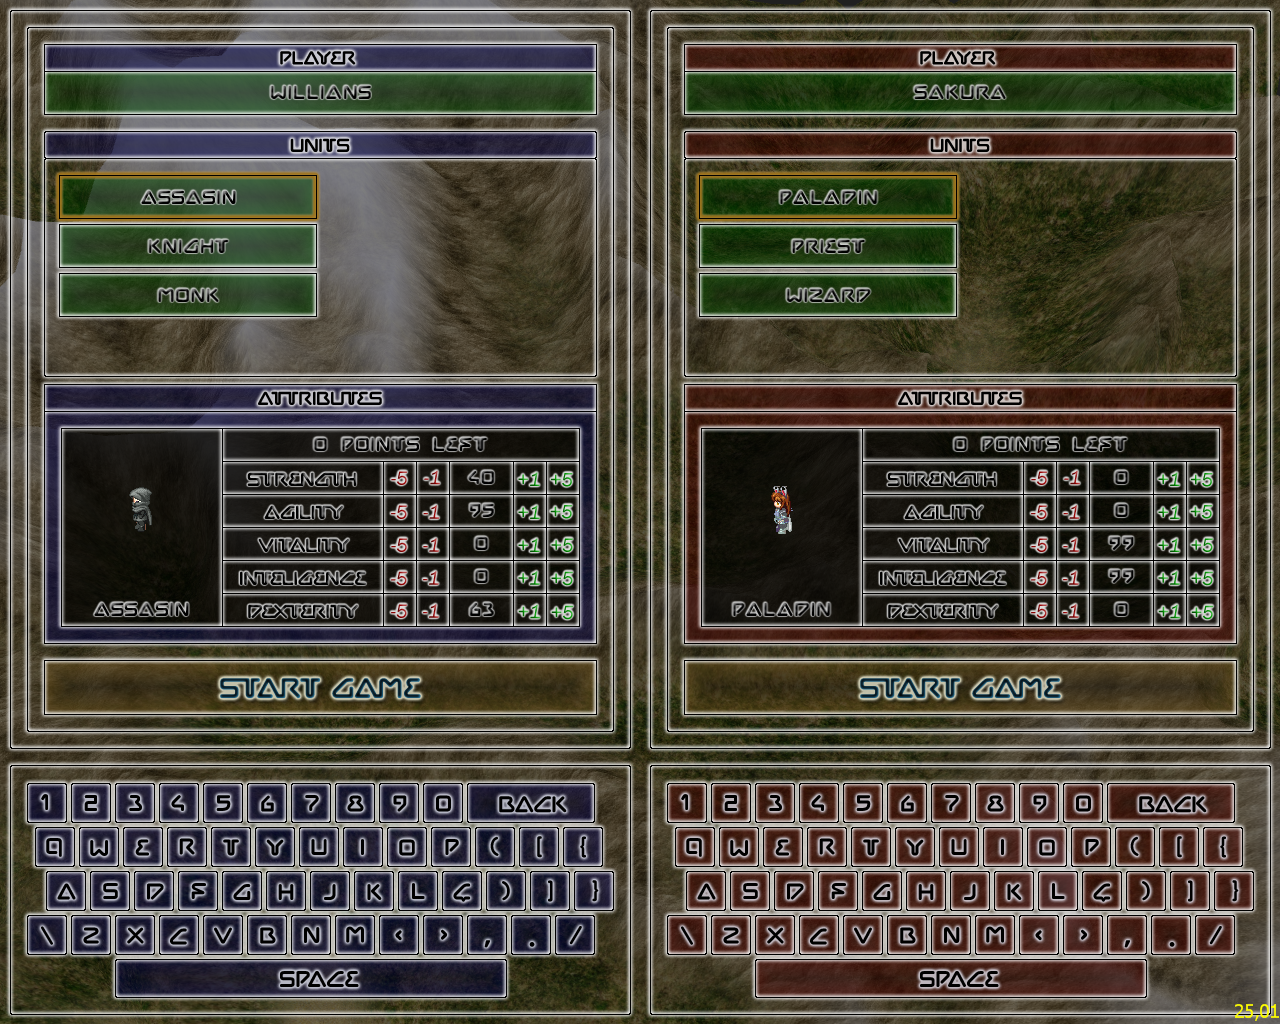 PLAYER
WILLIANS
UNITS
ASSASIN
KNIGHT
MONK
ATTRIBUTES
0 POINTS LEFT
STRENGTH -5 -1 40 +1 +5
AGILITY -5 -1 95 +1 +5
VITALITY -5 -1 0 +1 +5
INTELIGENCE -5 -1 0 +1 +5
DEXTERITY -5 -1 63 +1 +5
ASSASIN
START GAME
1 2 3 4 5 6 7 8 9 0 BACK
Q W E R T Y U I O P ( [ {
A S D F G H J K L Ç ) ] }
\ Z X C V B N M < > , . /
SPACE
PLAYER
SAKURA
UNITS
PALADIN
PRIEST
WIZARD
ATTRIBUTES
0 POINTS LEFT
STRENGTH -5 -1 0 +1 +5
AGILITY -5 -1 0 +1 +5
VITALITY -5 -1 99 +1 +5
INTELIGENCE -5 -1 99 +1 +5
DEXTERITY -5 -1 0 +1 +5
PALADIN
START GAME
1 2 3 4 5 6 7 8 9 0 BACK
Q W E R T Y U I O P ( [ {
A S D F G H J K L Ç ) ] }
\ Z X C V B N M < > , . /
SPACE
25,01